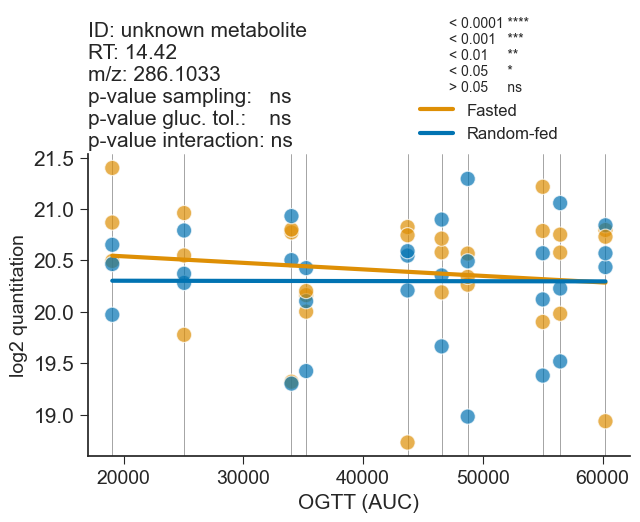 ID: unknown metabolite
RT: 14.42
m/z: 286.1033
p-value sampling: ns
p-value gluc. tol.: ns
p-value interaction: ns
< 0.0001 ****
< 0.001 ***
< 0.01 **
< 0.05 *
> 0.05 ns
Fasted
Random-fed
21.5
21.0
20.5
20.0
19.5
19.0
log2 quantitation
20000 30000 40000 50000 60000
OGTT (AUC)